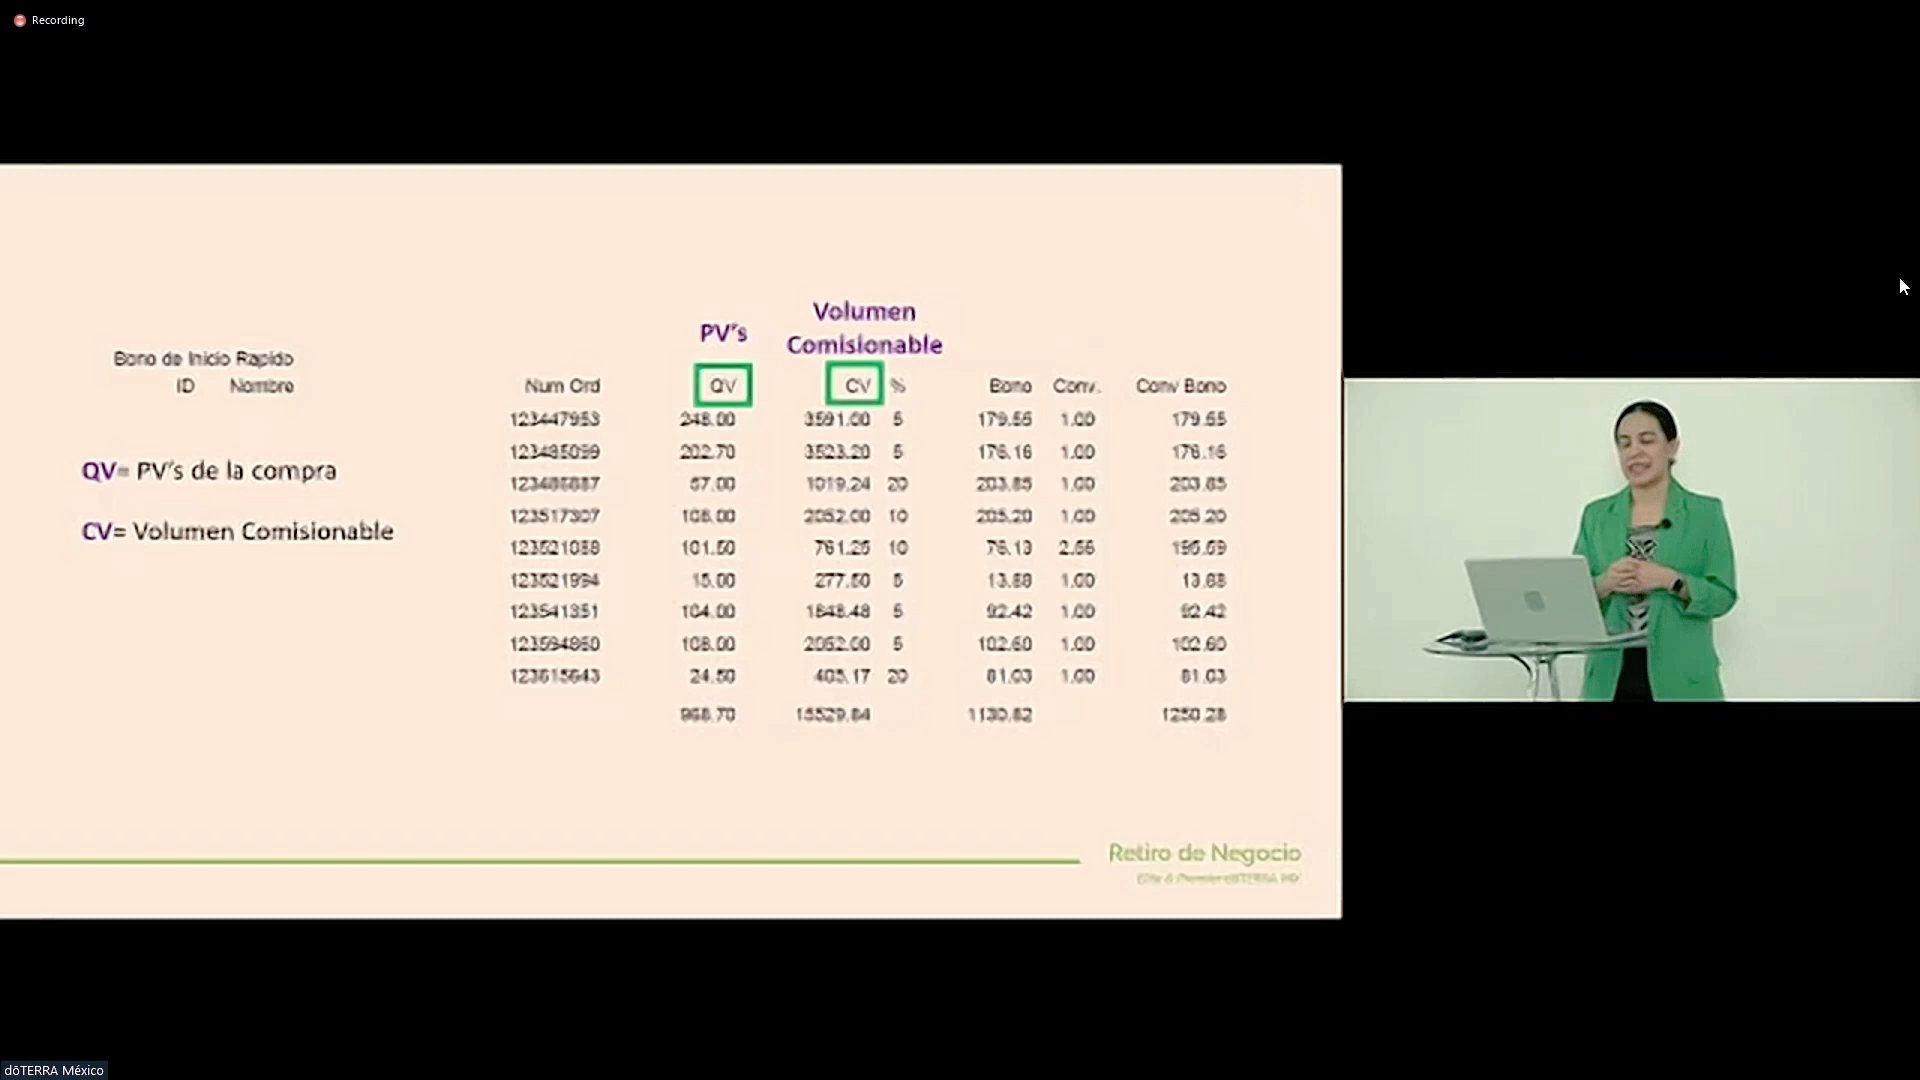 Recording
PV's
Volumen
Comisionable
Bono de Inicio Rapido
ID Nombre Num Ord QV CV % Bono Conv. Conv Bono
123447953 248.00 3591.00 5 179.55 1.00 179.55
123485099 202.70 3523.20 5 176.16 1.00 176.16
57.00 1019.24 20 203.85 1.00 203.85
QV= PV's de la compra
123517307 108.00 2052.00 10 205.20 1.00 205.20
CV= Volumen Comisionable
123521088 101.50 761.25 10 76.13 1.00
123521994 15.00 277.50 5 13.88 1.00 13.88
123541351 104.00 1848.48 5 92.42 1.00 92.42
108.00 2052.00 5 102.60 1.00 102.60
123615643 24.50 405.17 20 81.03 1.00 81.03
968.70 15529.84 1130.82 1250.28
Retiro de Negocio
dōTERRA México